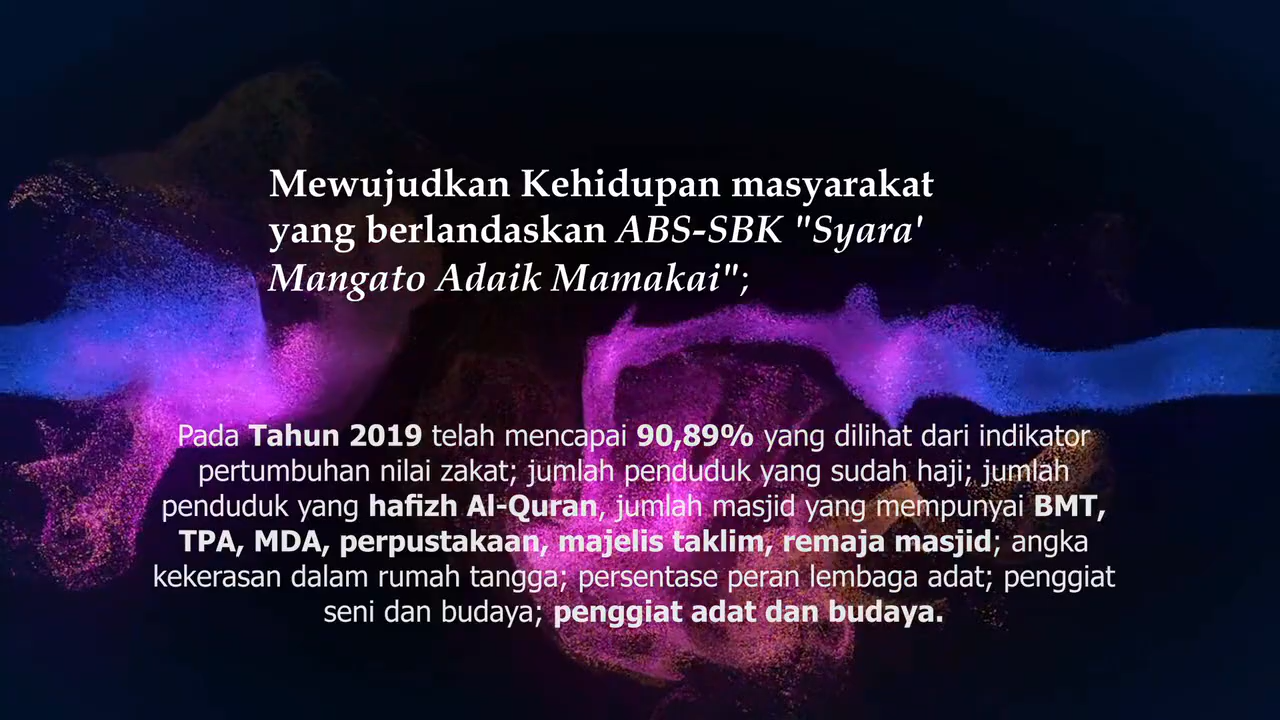 Mewujudkan Kehidupan masyarakat
yang berlandaskan ABS-SBK "Syara'
Mangato Adaik Mamakai";
Pada Tahun 2019 telah mencapai 90,89% yang dilihat dari indikator
pertumbuhan nilai zakat; jumlah penduduk yang sudah haji; jumlah
penduduk yang hafizh Al-Quran, jumlah masjid yang mempunyai BMT,
TPA, MDA, perpustakaan, majelis taklim, remaja masjid; angka
kekerasan dalam rumah tangga; persentase peran lembaga adat; penggiat
seni dan budaya; penggiat adat dan budaya.